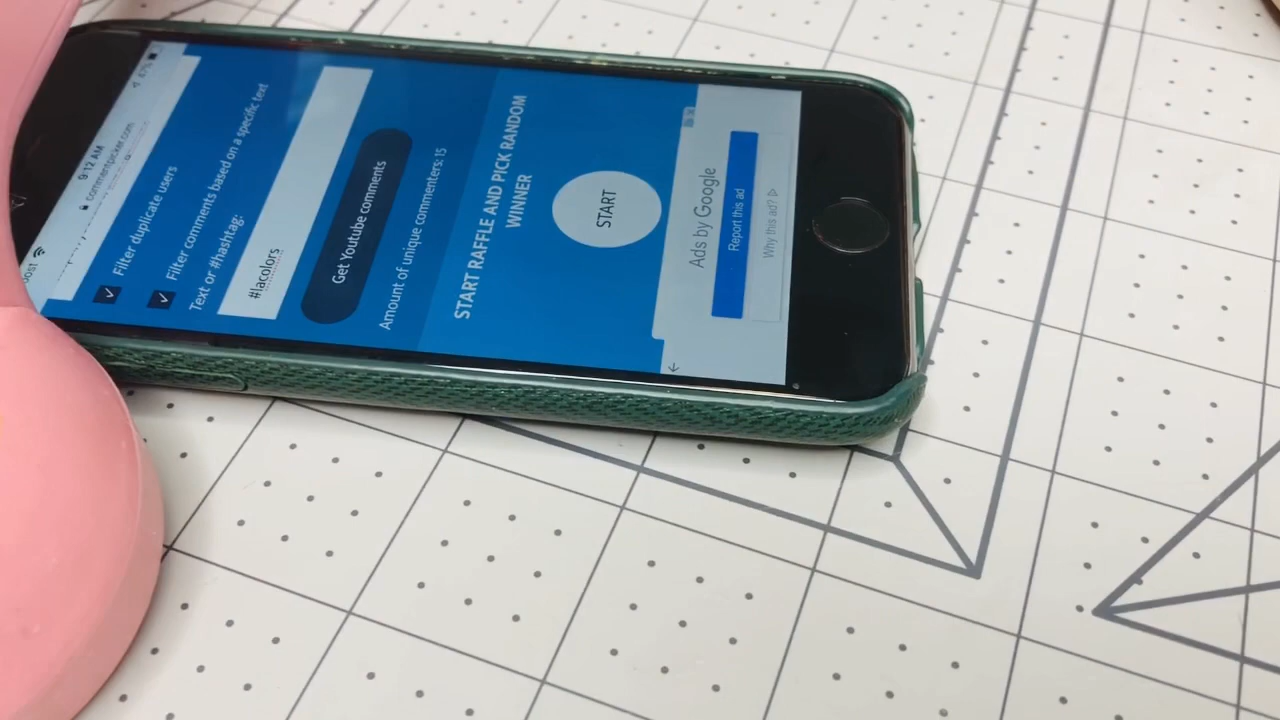 9:12 AM
47%
commentpicker.com
Filter duplicate users
Filter comments based on a specific text
Text or #hashtag:
#lacolors
Get Youtube comments
Amount of unique commenters: 15
START RAFFLE AND PICK RANDOM
WINNER
START
Ads by Google
Report this ad
Why this ad?